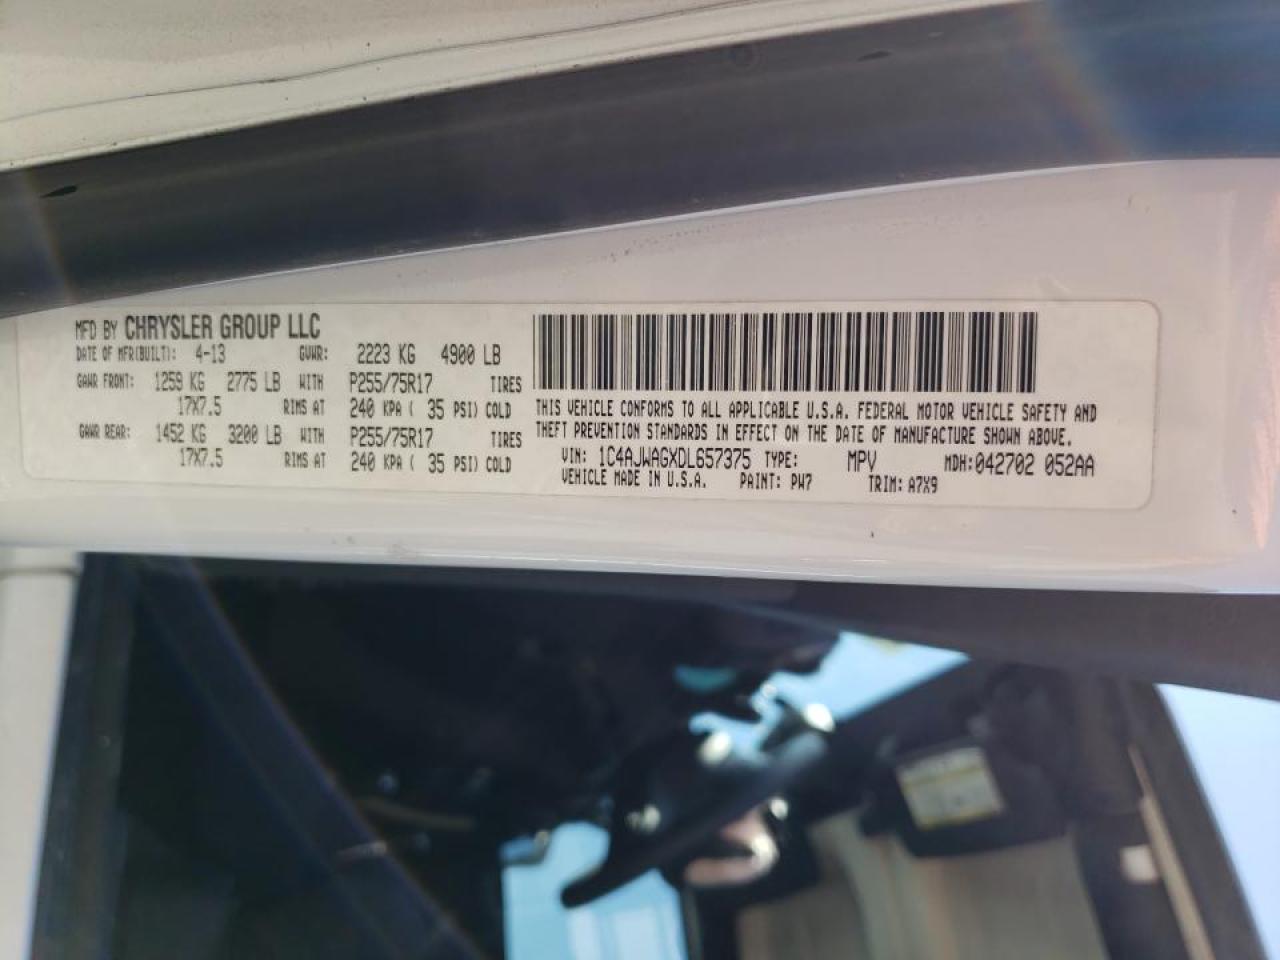 MFD BY CHRYSLER GROUP LLC
DATE OF MFR(BUILT): 4-13 GVWR: 2223 KG 4900 LB
GAWR FRONT: 1259 KG 2775 LB WITH P255/75R17 TIRES
17X7.5 RIMS AT 240 KPA ( 35 PSI) COLD
GAWR REAR: 1452 KG 3200 LB WITH P255/75R17 TIRES
17X7.5 RIMS AT 240 KPA ( 35 PSI) COLD
THIS VEHICLE CONFORMS TO ALL APPLICABLE U.S.A. FEDERAL MOTOR VEHICLE SAFETY AND
THEFT PREVENTION STANDARDS IN EFFECT ON THE DATE OF MANUFACTURE SHOWN ABOVE.
VIN: 1C4AJWAGXDL657375 TYPE: MPV MDH:042702 052AA
VEHICLE MADE IN U.S.A. PAINT: PW7 TRIM: A7X9